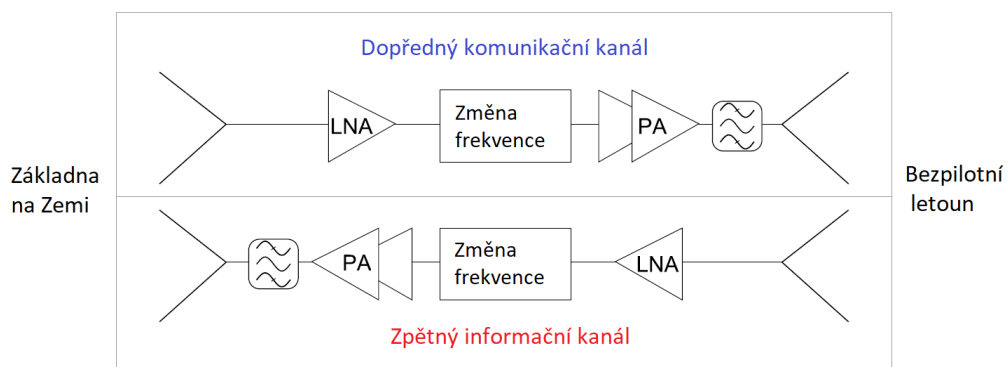 Dopředný komunikační kanál
LNA
Změna
frekvence
PA
Základna
na Zemi
Bezpilotní
letoun
PA
Změna
frekvence
LNA
Zpětný informační kanál